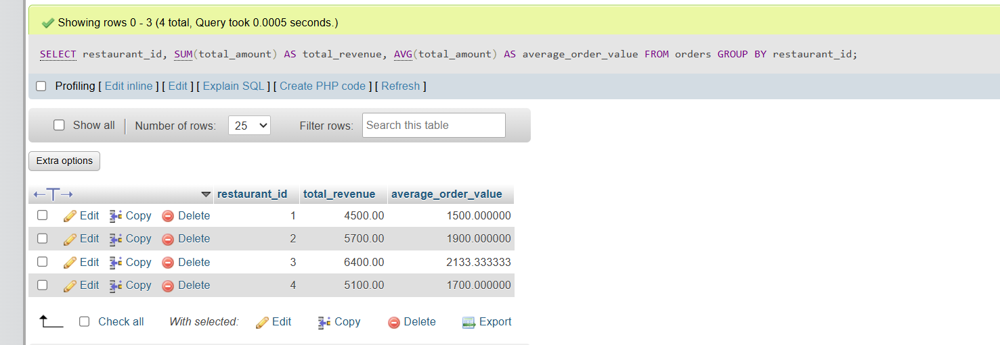 Showing rows 0 - 3 (4 total, Query took 0.0005 seconds.)
SELECT restaurant_id, SUM(total_amount) AS total_revenue, AVG(total_amount) AS average_order_value FROM orders GROUP BY restaurant_id;
Profiling [ Edit inline ] [ Edit ] [ Explain SQL ] [ Create PHP code ] [ Refresh ]
Show all Number of rows: 25 Filter rows: Search this table
Extra options
restaurant_id total_revenue average_order_value
Edit Copy Delete 1 4500.00 1500.000000
Edit Copy Delete 2 5700.00 1900.000000
Edit Copy Delete 3 6400.00 2133.333333
Edit Copy Delete 4 5100.00 1700.000000
Check all With selected: Edit Copy Delete Export